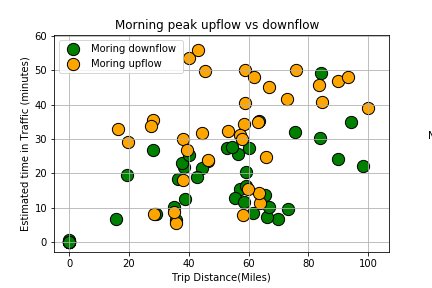 Morning peak upflow vs downflow
60
50
40
30
20
10
0
Estimated time in Traffic (minutes)
Moring downflow
Moring upflow
0 20 40 60 80 100
Trip Distance(Miles)